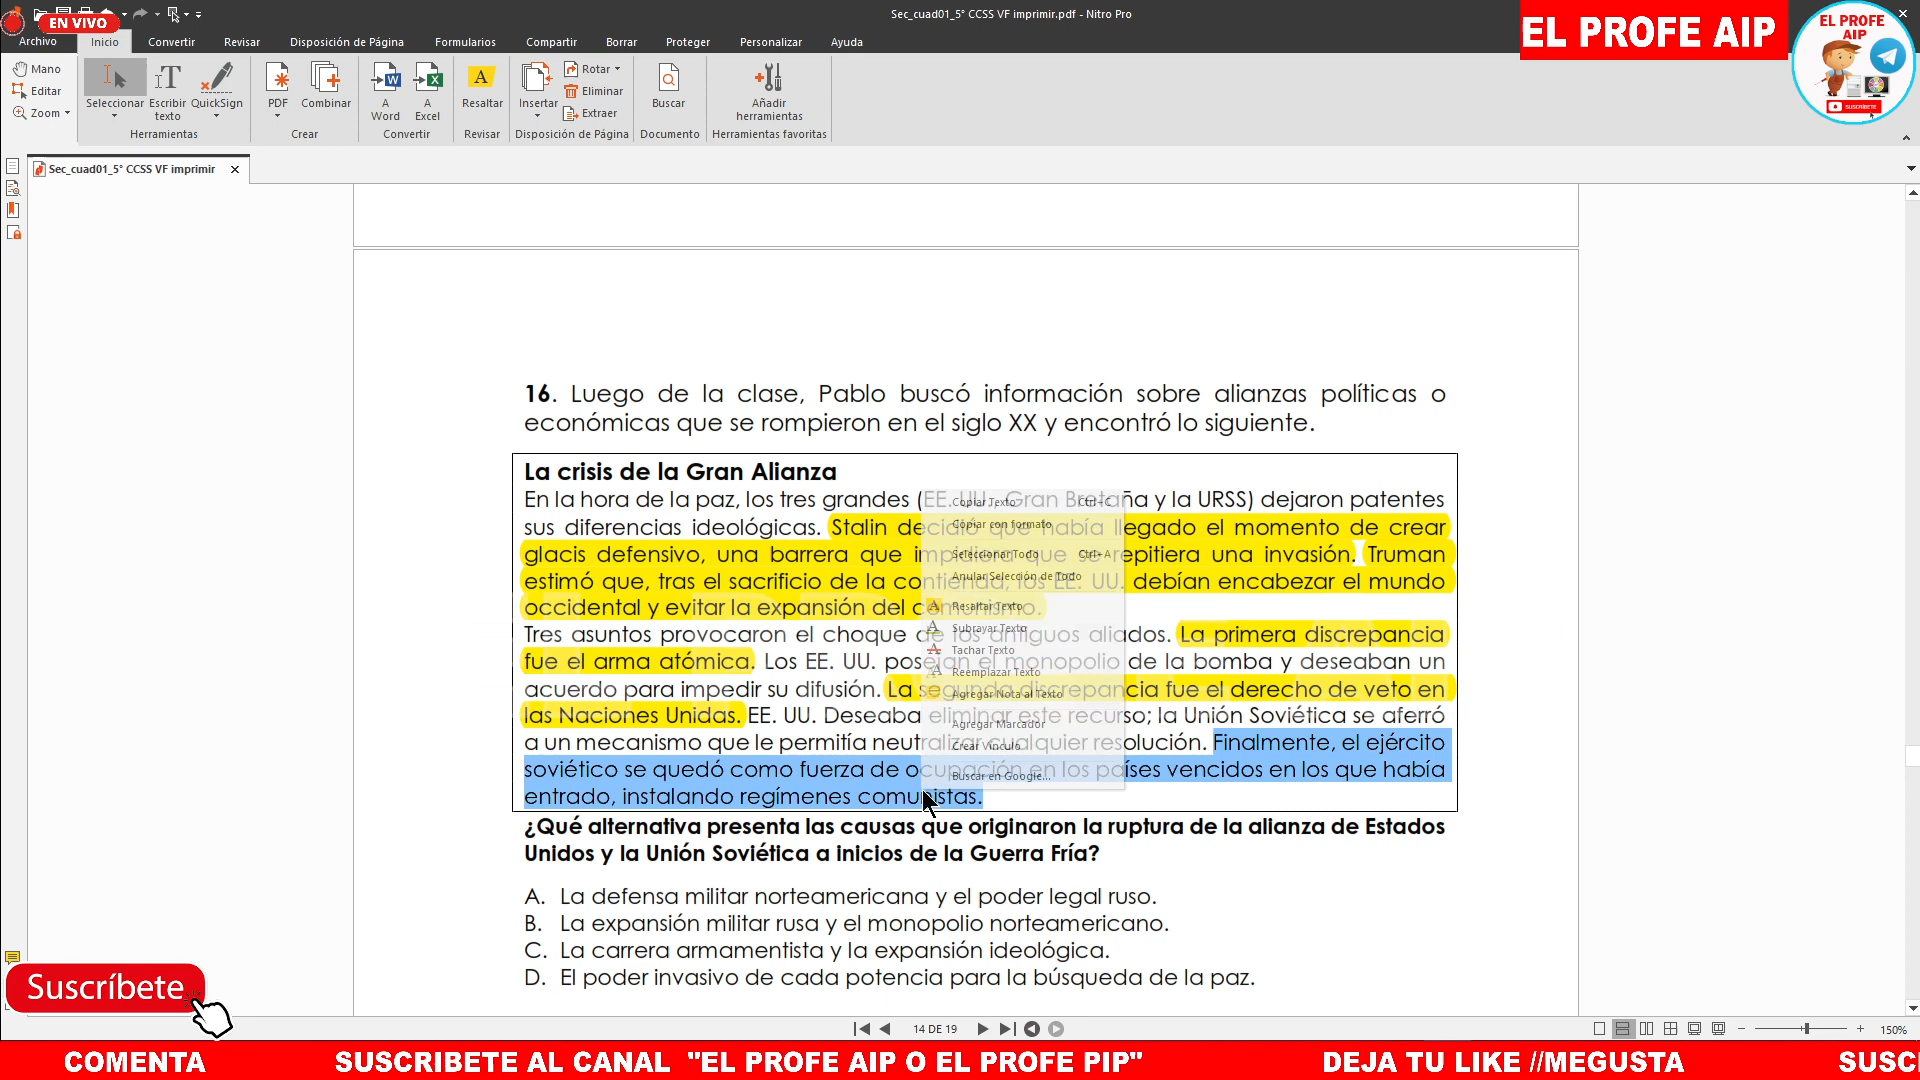 EN VIVO
Sec_cuad01_5° CCSS VF imprimir.pdf - Nitro Pro
EL PROFE AIP
EL PROFE
AIP
SUSCRIBETE
Archivo
Inicio
Convertir
Revisar
Disposición de Página
Formularios
Compartir
Borrar
Proteger
Personalizar
Ayuda
Mano
Editar
Zoom
Seleccionar
Escribir
texto
QuickSign
Herramientas
PDF
Combinar
Crear
A
Word
A
Excel
Convertir
Resaltar
Revisar
Insertar
Rotar
Eliminar
Extraer
Disposición de Página
Buscar
Documento
Añadir
herramientas
Herramientas favoritas
Sec_cuad01_5° CCSS VF imprimir
16. Luego de la clase, Pablo buscó información sobre alianzas políticas o
económicas que se rompieron en el siglo XX y encontró lo siguiente.
La crisis de la Gran Alianza
En la hora de la paz, los tres grandes (EE. UU., Gran Bretaña y la URSS) dejaron patentes
sus diferencias ideológicas. Stalin decidió que había llegado el momento de crear
glacis defensivo, una barrera que impidiera que se repitiera una invasión. Truman
estimó que, tras el sacrificio de la contienda, los EE. UU. debían encabezar el mundo
occidental y evitar la expansión del comunismo.
Tres asuntos provocaron el choque de los antiguos aliados. La primera discrepancia
fue el arma atómica. Los EE. UU. poseían el monopolio de la bomba y deseaban un
acuerdo para impedir su difusión. La segunda discrepancia fue el derecho de veto en
las Naciones Unidas. EE. UU. Deseaba eliminar este recurso; la Unión Soviética se aferró
a un mecanismo que le permitía neutralizar cualquier resolución. Finalmente, el ejército
soviético se quedó como fuerza de ocupación en los países vencidos en los que había
entrado, instalando regímenes comunistas.
Copiar Texto Ctrl+C
Copiar con formato
Seleccionar Todo Ctrl+A
Anular Selección de Todo
Resaltar Texto
Subrayar Texto
Tachar Texto
Reemplazar Texto
Agregar Nota al Texto
Agregar Marcador
Crear Vínculo
Buscar en Google...
¿Qué alternativa presenta las causas que originaron la ruptura de la alianza de Estados
Unidos y la Unión Soviética a inicios de la Guerra Fría?
A. La defensa militar norteamericana y el poder legal ruso.
B. La expansión militar rusa y el monopolio norteamericano.
C. La carrera armamentista y la expansión ideológica.
D. El poder invasivo de cada potencia para la búsqueda de la paz.
Suscríbete
14 DE 19
150%
COMENTA SUSCRIBETE AL CANAL "EL PROFE AIP O EL PROFE PIP" DEJA TU LIKE //MEGUSTA SUSC